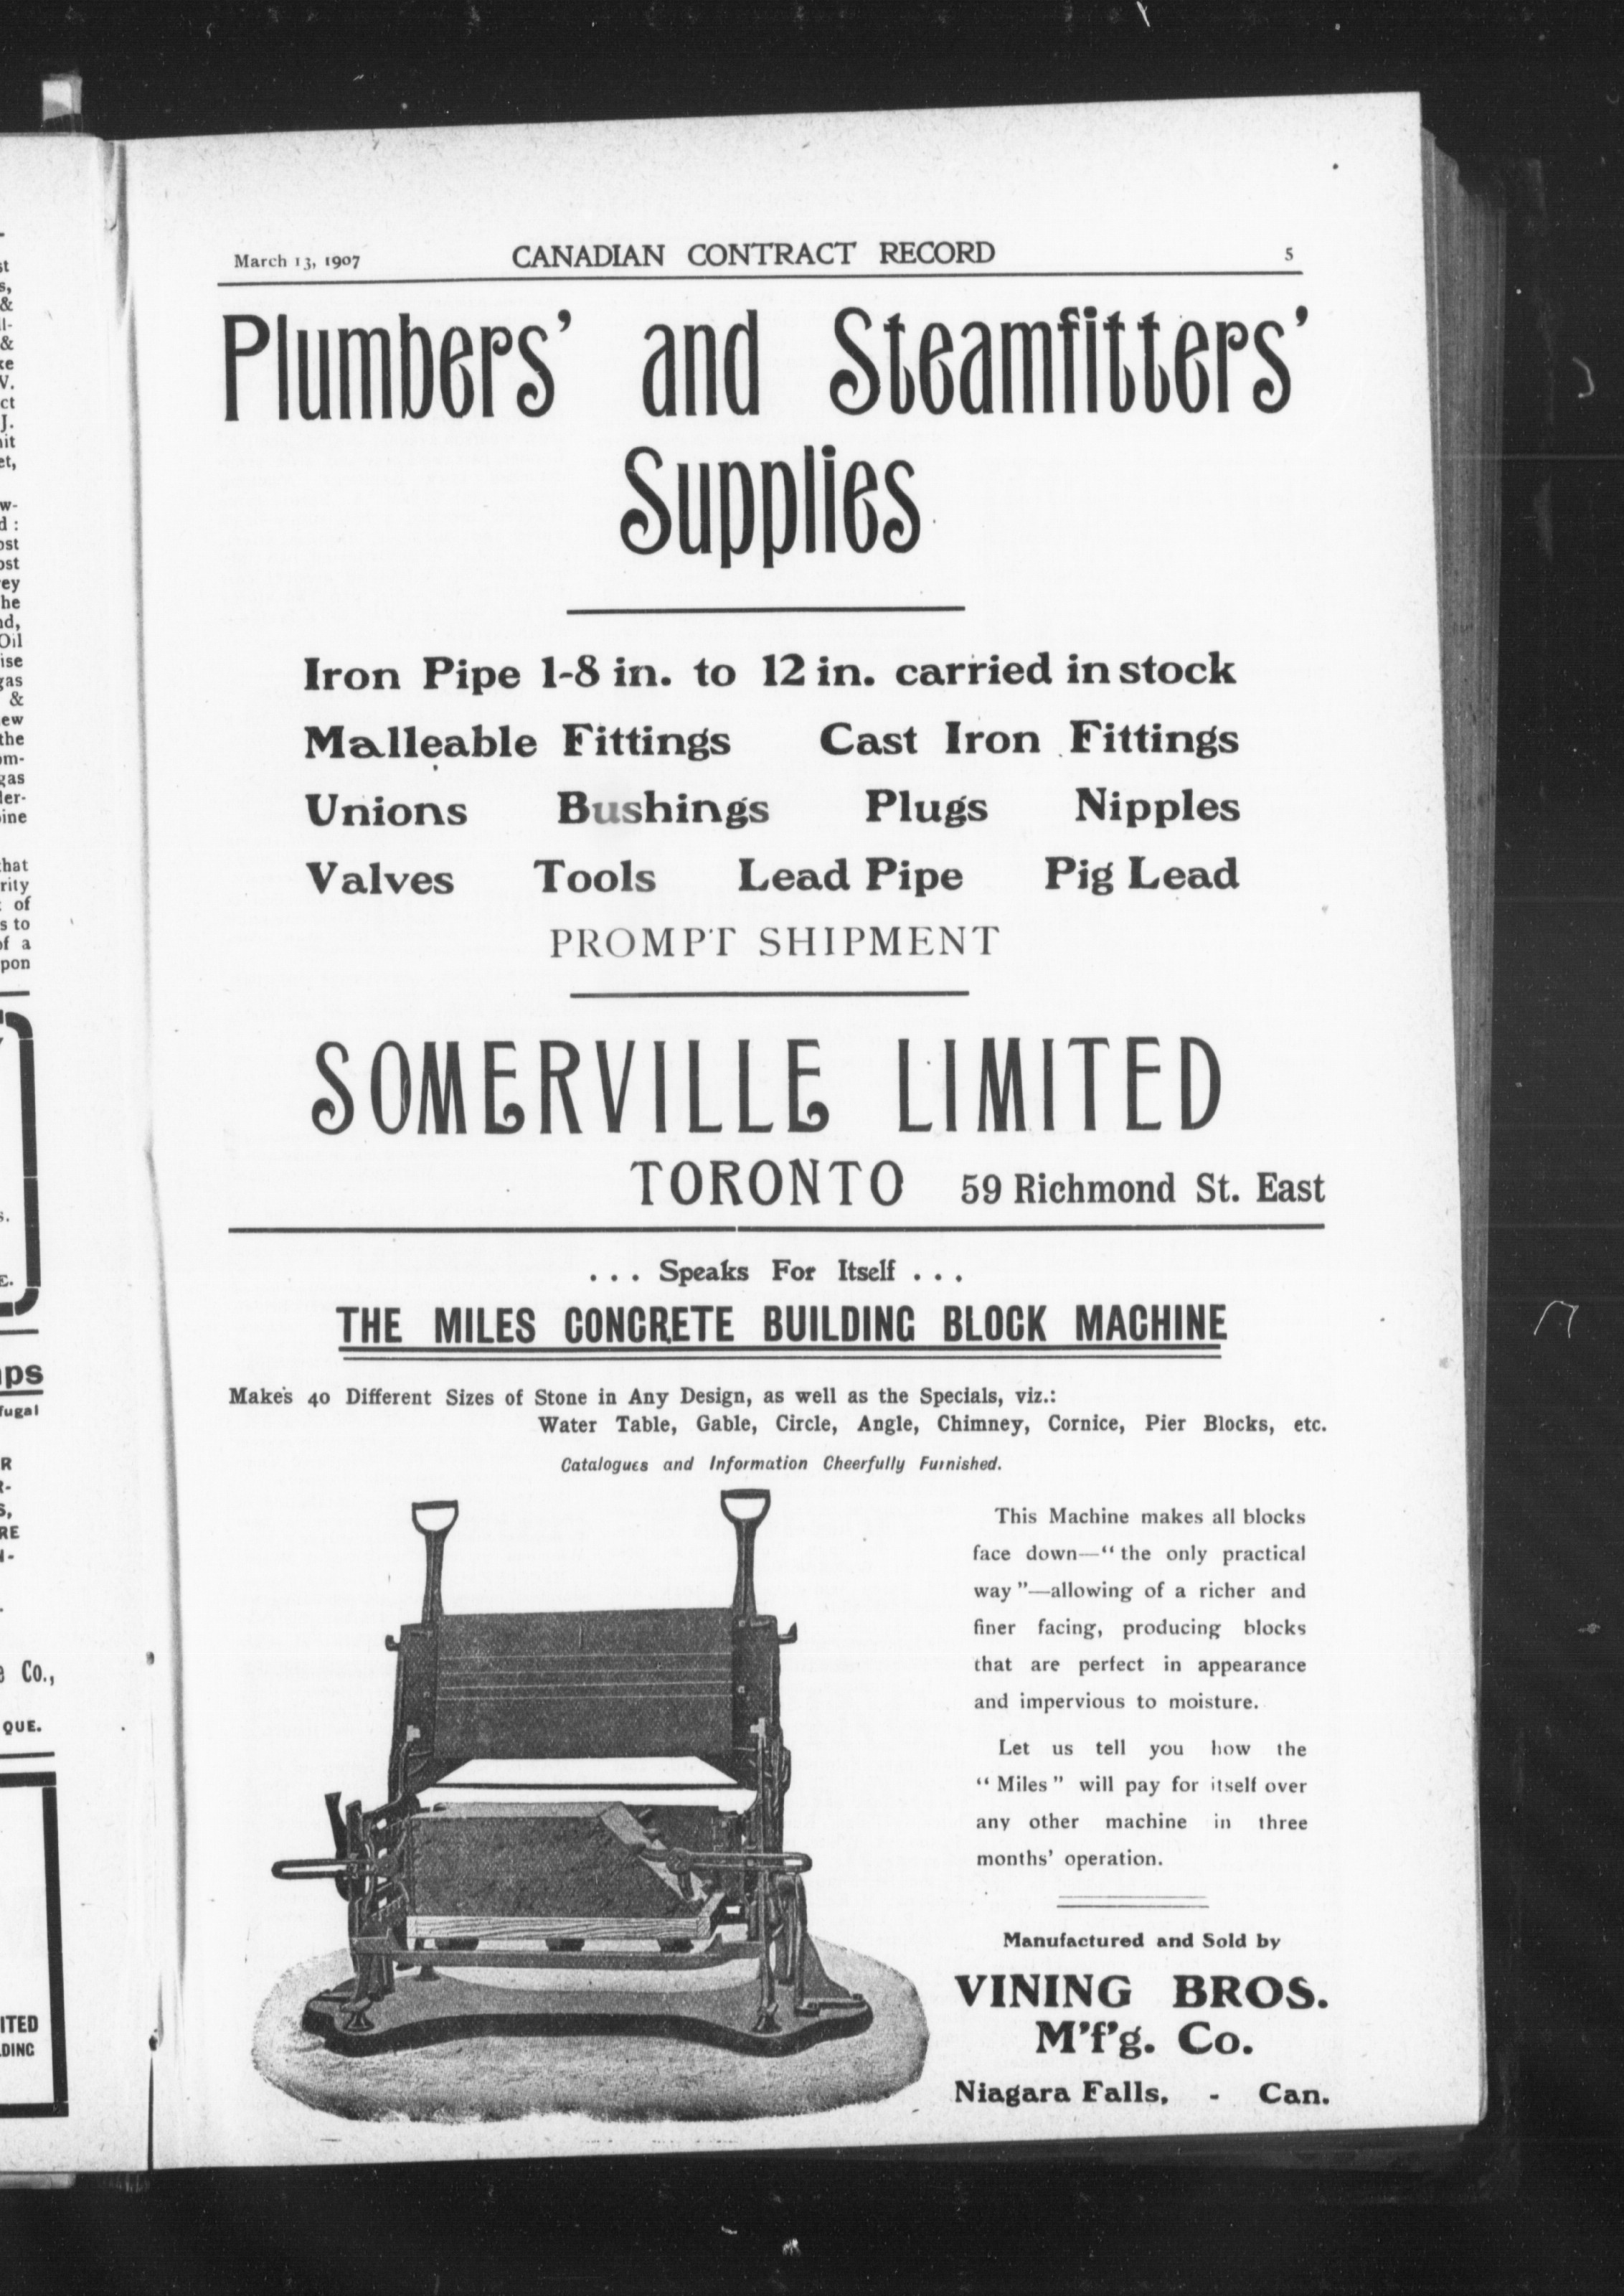 March 13, 1907 CANADIAN CONTRACT RECORD 5
Plumbers' and Steamfitters'
Supplies
Iron Pipe 1-8 in. to 12 in. carried in stock
Malleable Fittings Cast Iron Fittings
Unions Bushings Plugs Nipples
Valves Tools Lead Pipe Pig Lead
PROMPT SHIPMENT
SOMERVILLE LIMITED
TORONTO 59 Richmond St. East
. . . Speaks For Itself . . .
THE MILES CONCRETE BUILDING BLOCK MACHINE
Makes 40 Different Sizes of Stone in Any Design, as well as the Specials, viz.:
Water Table, Gable, Circle, Angle, Chimney, Cornice, Pier Blocks, etc.
Catalogues and Information Cheerfully Furnished.
This Machine makes all blocks
face down—“ the only practical
way ”—allowing of a richer and
finer facing, producing blocks
that are perfect in appearance
and impervious to moisture.
Let us tell you how the
“ Miles ” will pay for itself over
any other machine in three
months' operation.
Manufactured and Sold by
VINING BROS.
M'f'g. Co.
Niagara Falls, - Can.